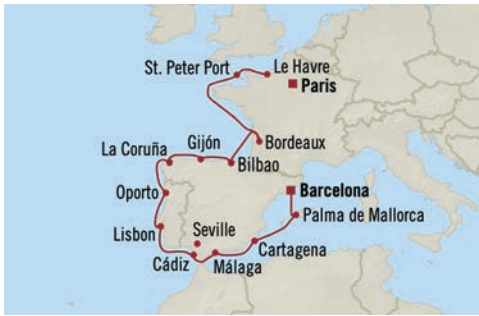 St. Peter Port
Le Havre
Paris
Bordeaux
La Coruña
Gijón
Bilbao
Oporto
Barcelona
Palma de Mallorca
Lisbon
Seville
Cartagena
Cádiz
Málaga